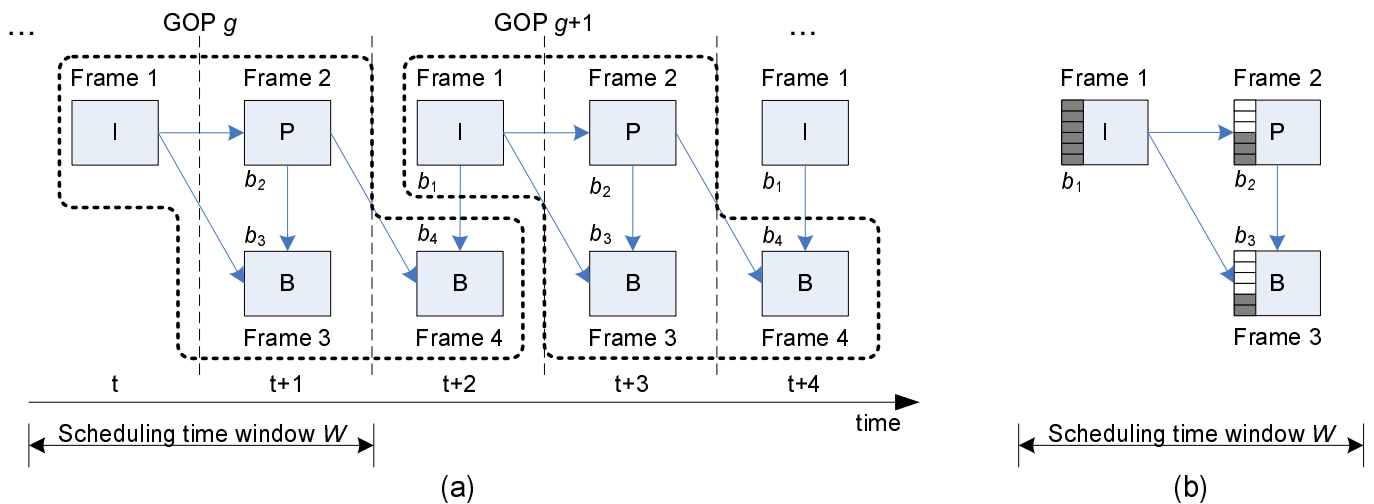 ... GOP g GOP g+1 ...
Frame 1 Frame 2 Frame 1 Frame 2 Frame 1
I P I P I
b2 b1 b2 b1
b3 b4 b3 b4
B B B B
Frame 3 Frame 4 Frame 3 Frame 4
t t+1 t+2 t+3 t+4
time
Scheduling time window W
(a)
Frame 1 Frame 2
I P
b1 b2
b3
B
Frame 3
Scheduling time window W
(b)